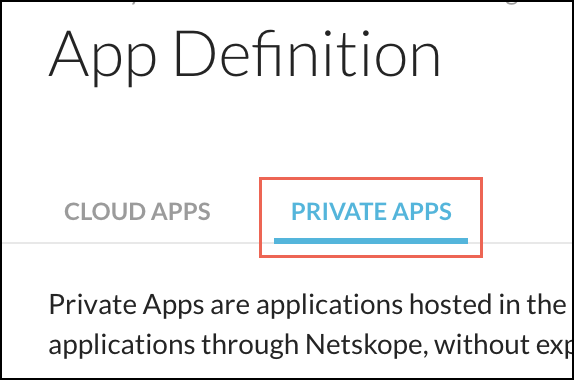 App Definition
CLOUD APPS
PRIVATE APPS
Private Apps are applications hosted in the
applications through Netskope, without exp